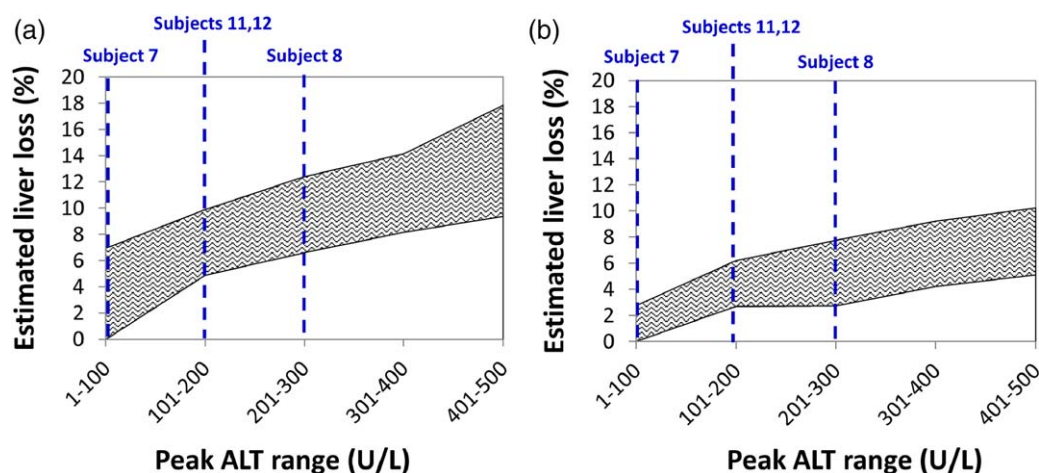 (a)
Subjects 11,12
Subject 7
Subject 8
Estimated liver loss (%)
20
18
16
14
12
10
8
6
4
2
0
1-100
101-200
201-300
301-400
401-500
Peak ALT range (U/L)
(b)
Subjects 11,12
Subject 7
Subject 8
Estimated liver loss (%)
20
18
16
14
12
10
8
6
4
2
0
1-100
101-200
201-300
301-400
401-500
Peak ALT range (U/L)